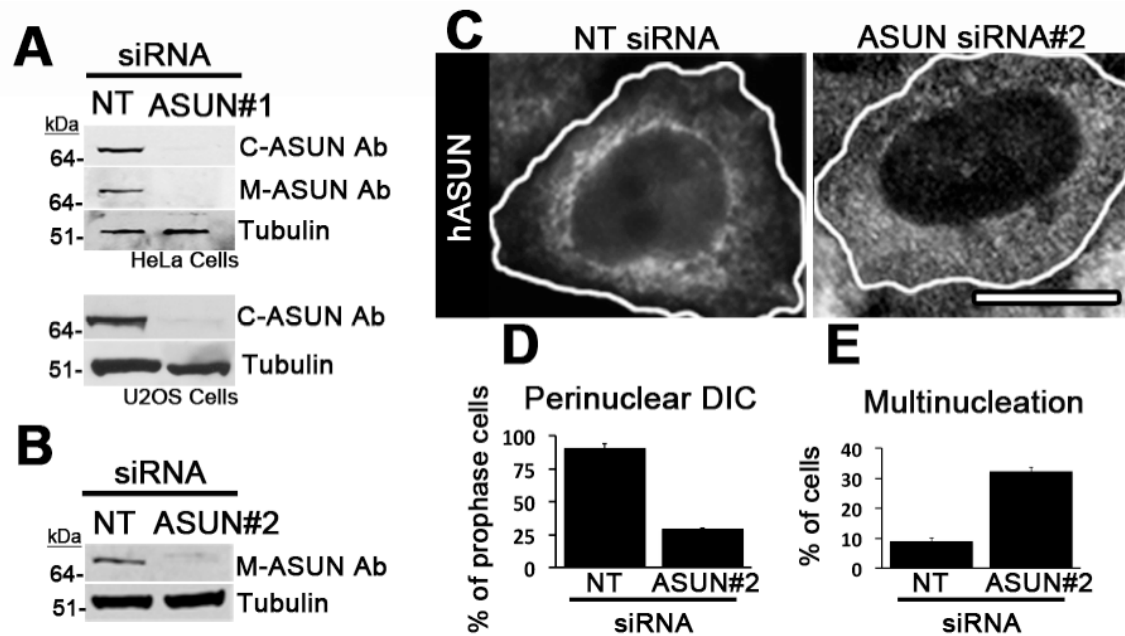 A
siRNA
NT ASUN#1
kDa
64- C-ASUN Ab
64- M-ASUN Ab
51- Tubulin
HeLa Cells
64- C-ASUN Ab
51- Tubulin
U2OS Cells
B
siRNA
NT ASUN#2
kDa
64- M-ASUN Ab
51- Tubulin
C
NT siRNA ASUN siRNA#2
hASUN
D
Perinuclear DIC
% of prophase cells
100
75
50
25
0
NT ASUN#2
siRNA
E
Multinucleation
% of cells
40
30
20
10
0
NT ASUN#2
siRNA